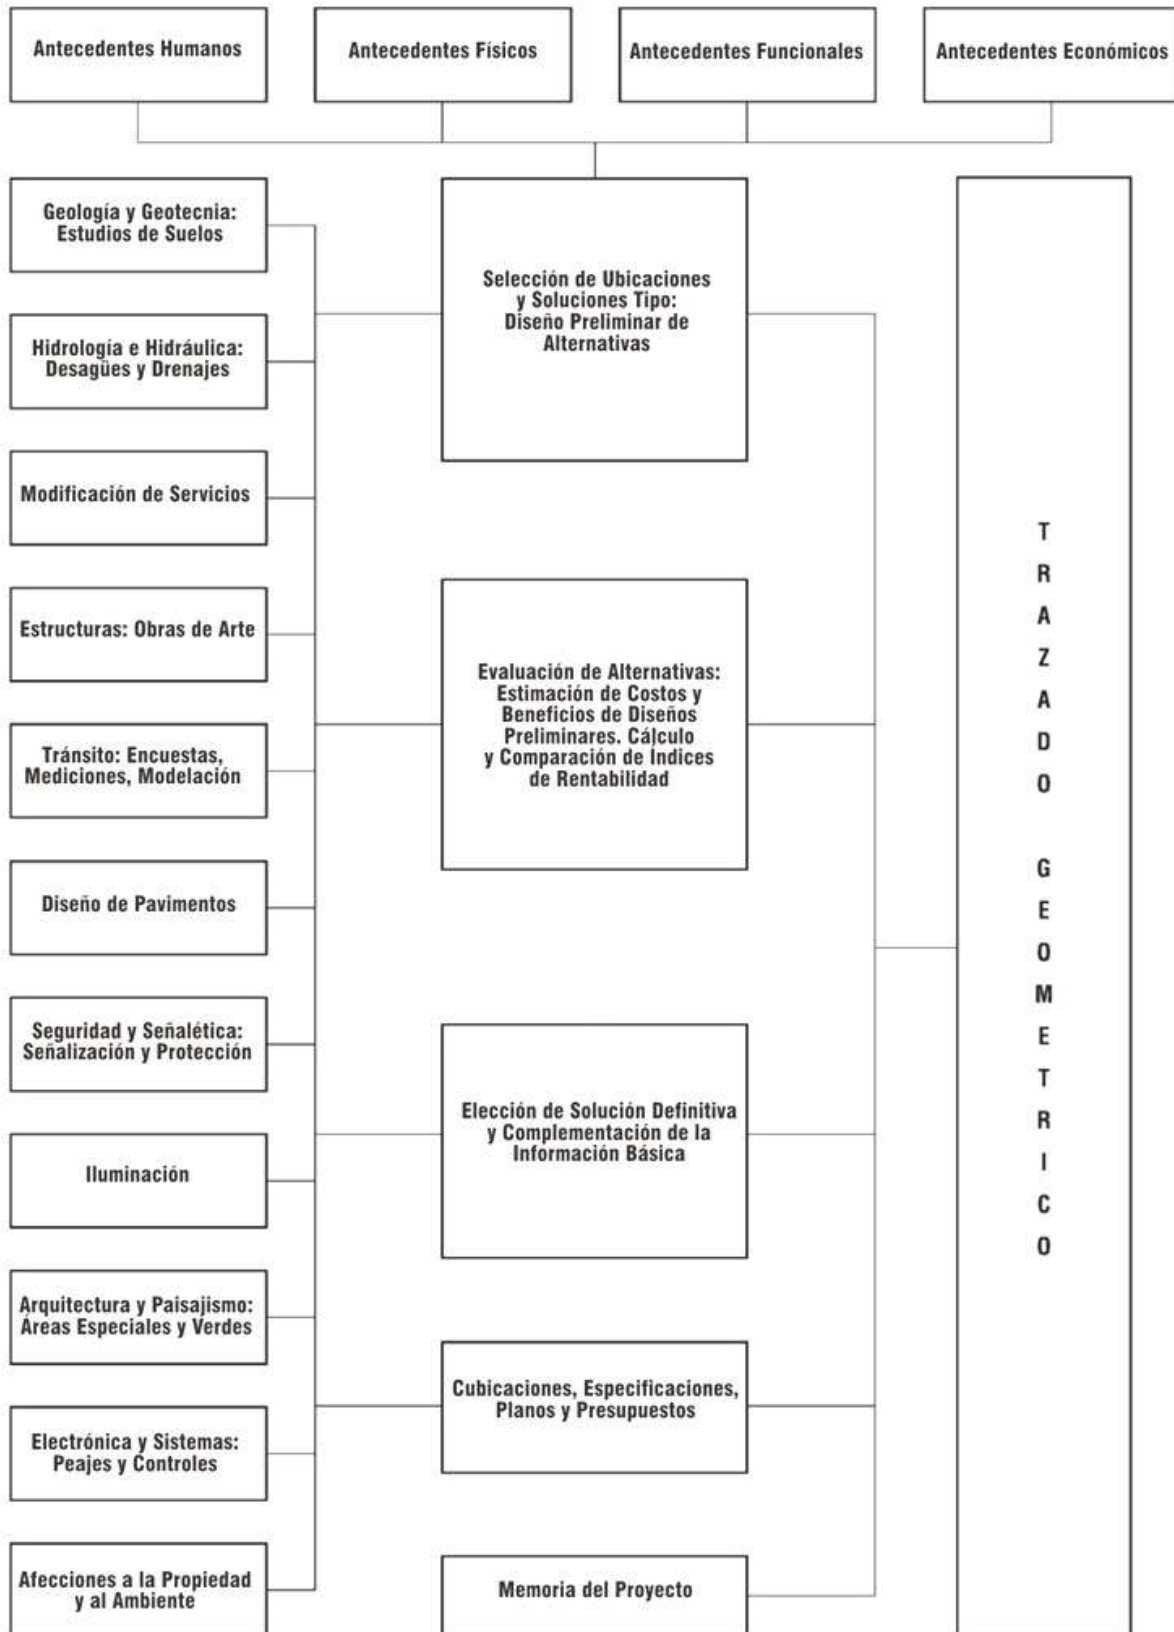 Antecedentes Humanos
Antecedentes Físicos
Antecedentes Funcionales
Antecedentes Económicos
Geología y Geotecnia:
Estudios de Suelos
Hidrología e Hidráulica:
Desagües y Drenajes
Modificación de Servicios
Estructuras: Obras de Arte
Tránsito: Encuestas,
Mediciones, Modelación
Diseño de Pavimentos
Seguridad y Señalética:
Señalización y Protección
Iluminación
Arquitectura y Paisajismo:
Áreas Especiales y Verdes
Electrónica y Sistemas:
Peajes y Controles
Afecciones a la Propiedad
y al Ambiente
Selección de Ubicaciones
y Soluciones Tipo:
Diseño Preliminar de
Alternativas
Evaluación de Alternativas:
Estimación de Costos y
Beneficios de Diseños
Preliminares. Cálculo
y Comparación de Índices
de Rentabilidad
Elección de Solución Definitiva
y Complementación de la
Información Básica
Cubicaciones, Especificaciones,
Planos y Presupuestos
Memoria del Proyecto
TRAZADO GEOMETRICO